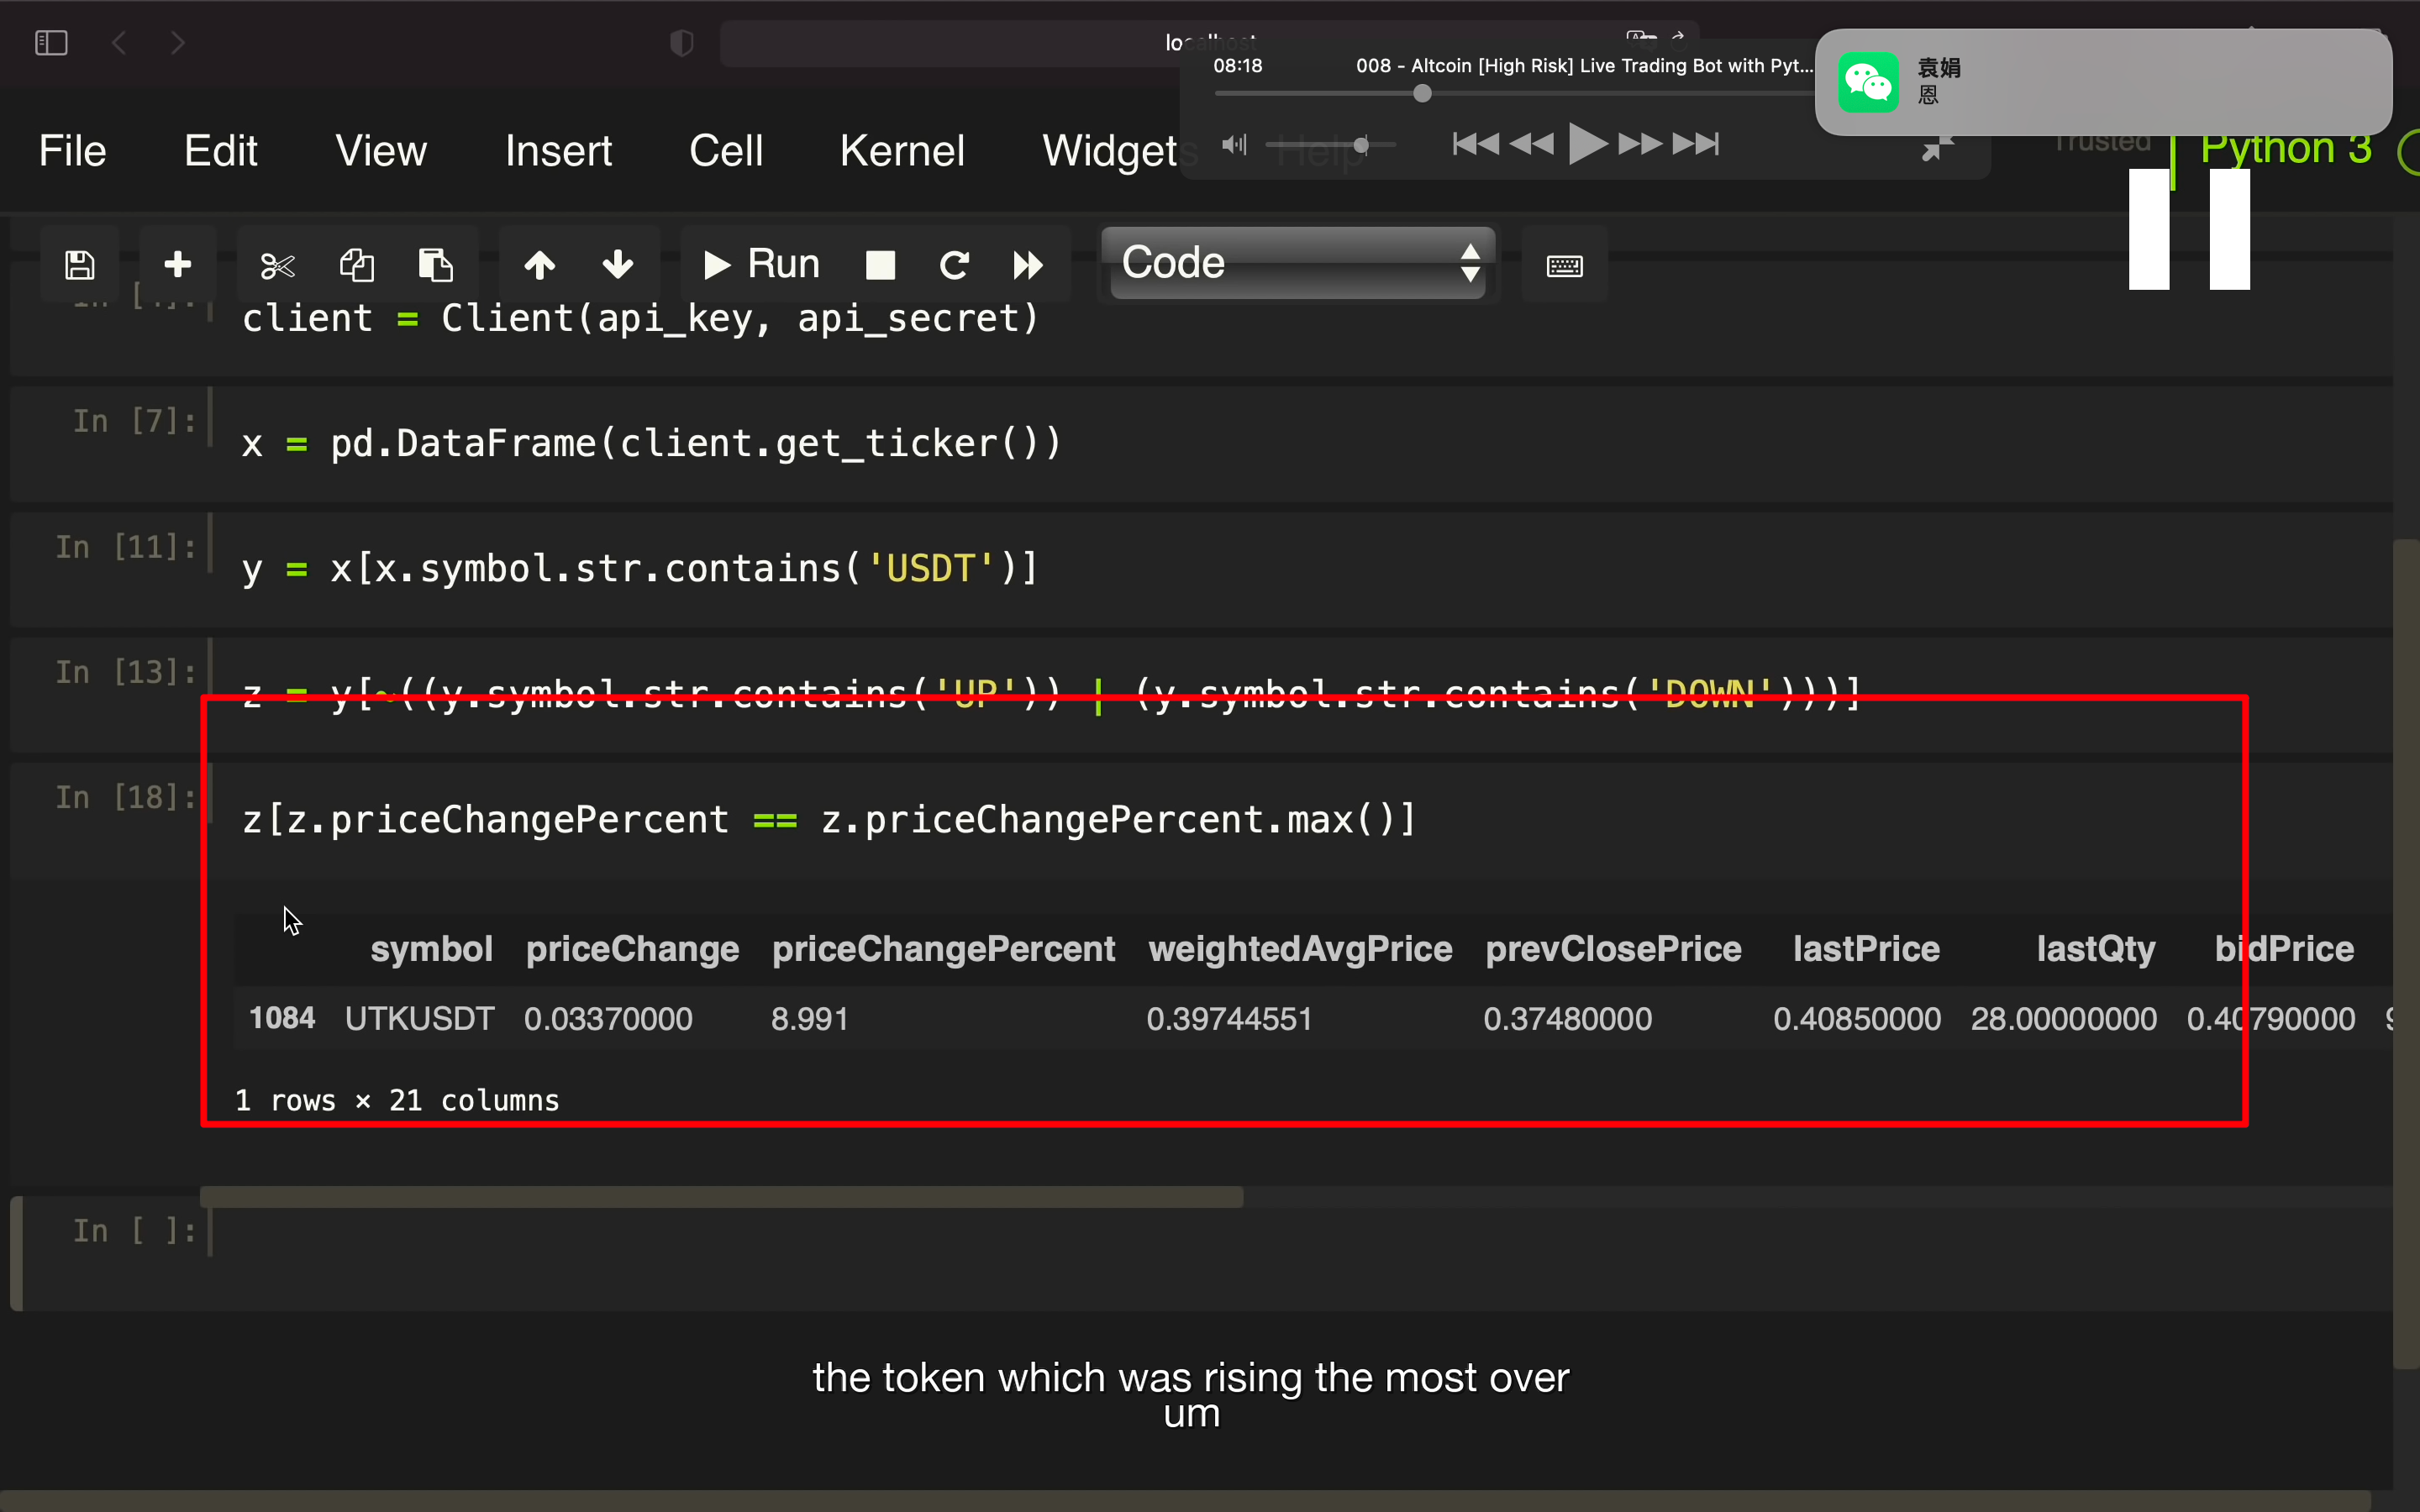 localhost
08:18 008 - Altcoin [High Risk] Live Trading Bot with Pyt...
袁娟
恩
File Edit View Insert Cell Kernel Widgets Help Trusted Python 3
Run Code
client = Client(api_key, api_secret)
In [7]: x = pd.DataFrame(client.get_ticker())
In [11]: y = x[x.symbol.str.contains('USDT')]
In [13]: z = y[~((y.symbol.str.contains('UP')) | (y.symbol.str.contains('DOWN')))]
In [18]: z[z.priceChangePercent == z.priceChangePercent.max()]
symbol priceChange priceChangePercent weightedAvgPrice prevClosePrice lastPrice lastQty bidPrice
1084 UTKUSDT 0.03370000 8.991 0.39744551 0.37480000 0.40850000 28.00000000 0.40790000
1 rows × 21 columns
In [ ]:
the token which was rising the most over
um